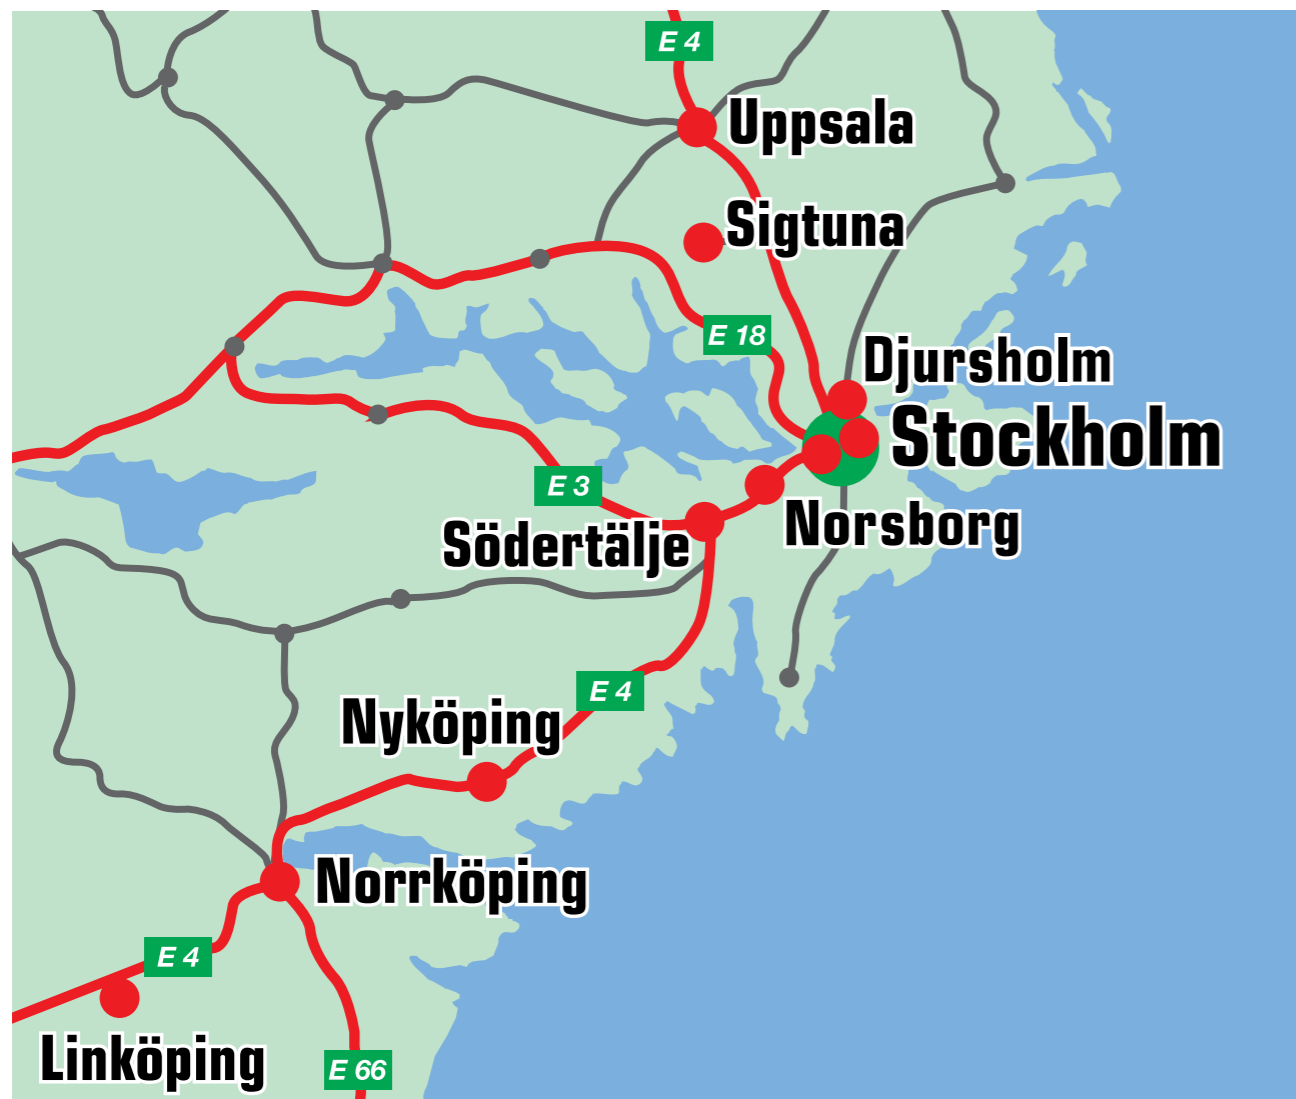 E 4
Uppsala
Sigtuna
E 18
Djursholm
Stockholm
E 3
Norsborg
Södertälje
E 4
Nyköping
Norrköping
E 4
Linköping
E 66